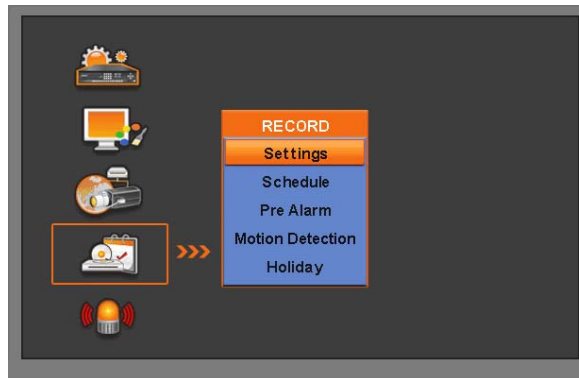 RECORD
Settings
Schedule
Pre Alarm
Motion Detection
Holiday